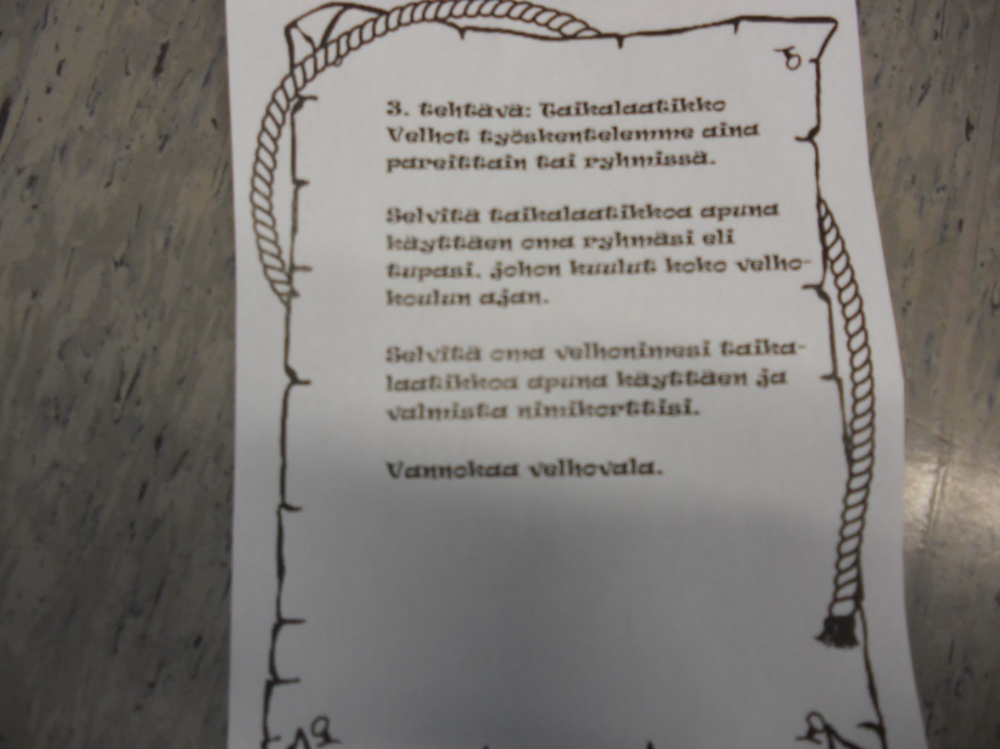 3. tehtävä: Taikalaatikko
Velhot työskentelemme aina
pareittain tai ryhmissä.
Selvitä taikalaatikkoa apuna
käyttäen oma ryhmäsi eli
tupasi, johon kuulut koko velho-
koulun ajan.
Selvitä oma velhonimesi taika-
laatikkoa apuna käyttäen ja
valmista nimikorttisi.
Vannokaa velhovala.